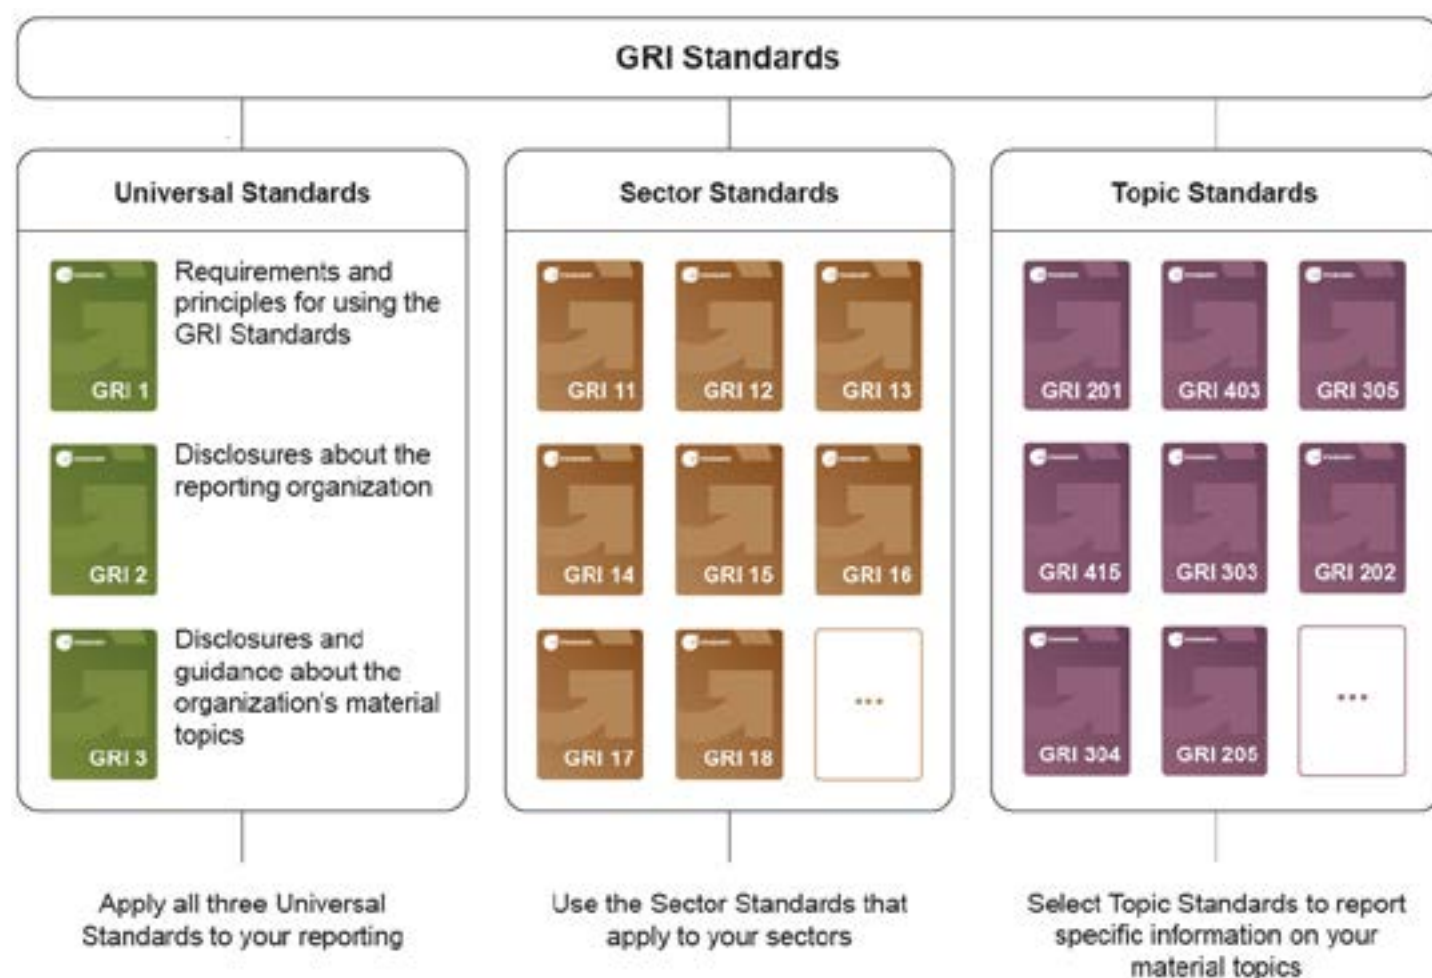 GRI Standards
Universal Standards
Requirements and
principles for using the
GRI Standards
GRI 1
Disclosures about the
reporting organization
GRI 2
Disclosures and
guidance about the
organization's material
topics
GRI 3
Apply all three Universal
Standards to your reporting
Sector Standards
GRI 11
GRI 12
GRI 13
GRI 14
GRI 15
GRI 16
GRI 17
GRI 18
...
Use the Sector Standards that
apply to your sectors
Topic Standards
GRI 201
GRI 403
GRI 305
GRI 415
GRI 303
GRI 202
GRI 304
GRI 205
...
Select Topic Standards to report
specific information on your
material topics